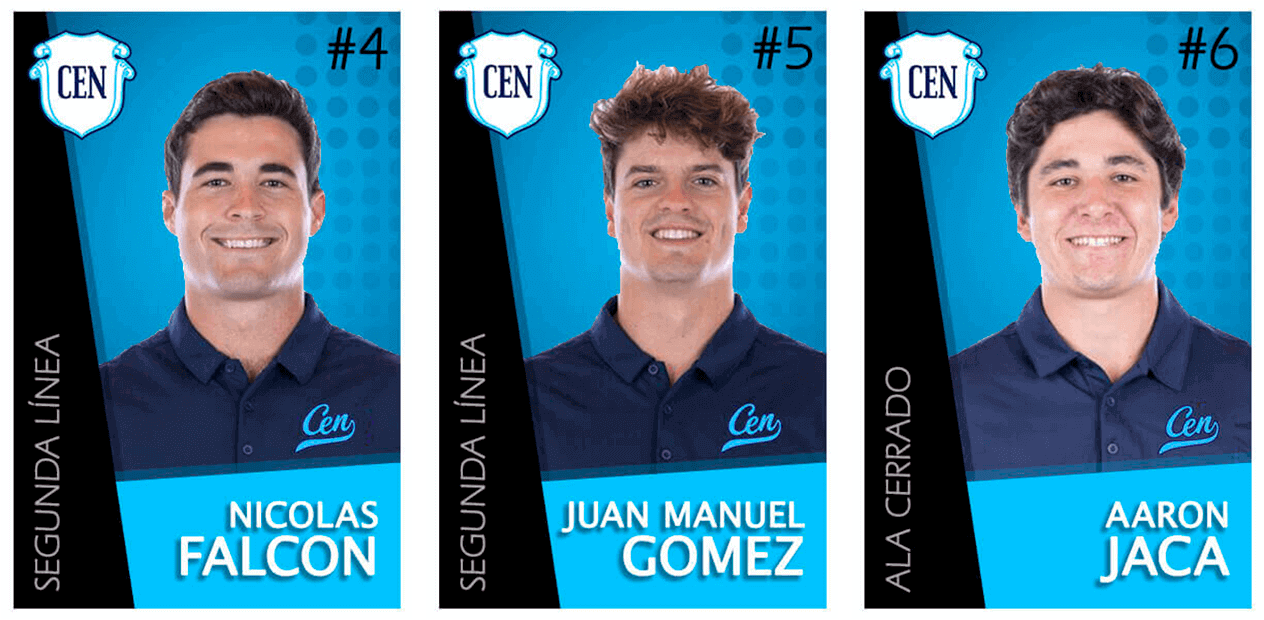 CEN
#4
SEGUNDA LÍNEA
Cen
NICOLAS
FALCON
CEN
#5
SEGUNDA LÍNEA
Cen
JUAN MANUEL
GOMEZ
CEN
#6
ALA CERRADO
Cen
AARON
JACA